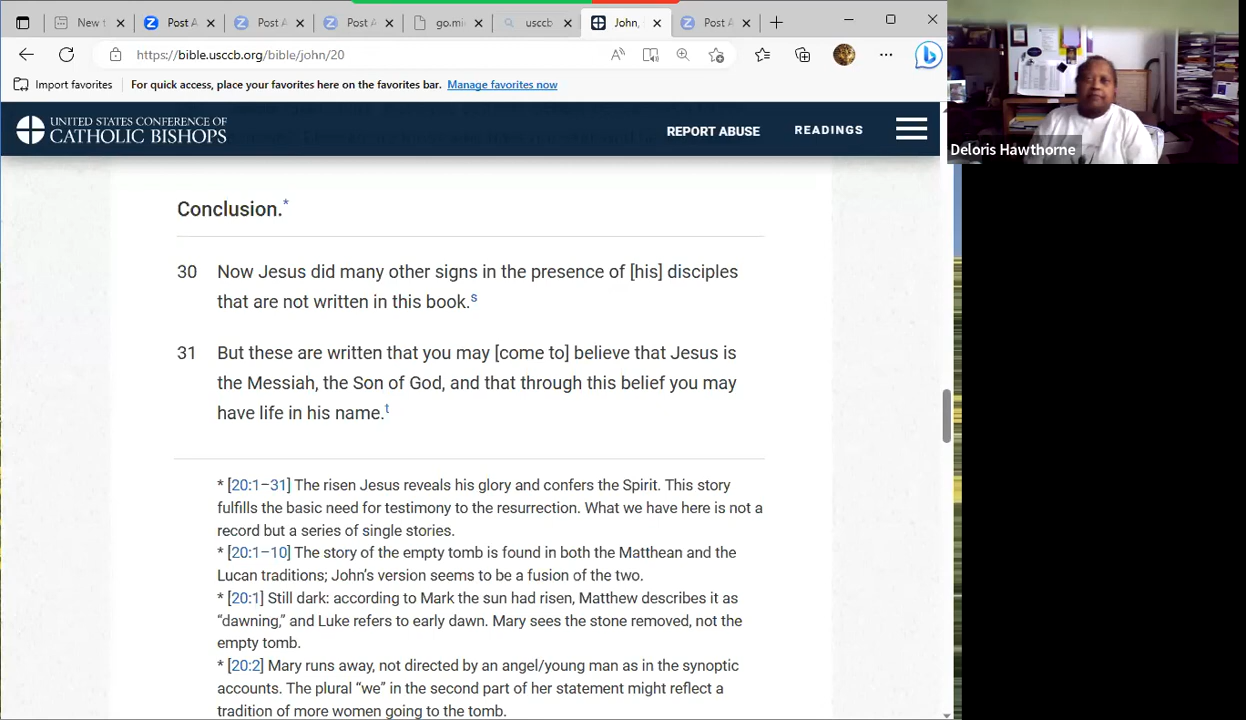 New t
Post A
Post A
Post A
go.mi
usccb
John,
Post A
https://bible.usccb.org/bible/john/20
Import favorites
For quick access, place your favorites here on the favorites bar. Manage favorites now
UNITED STATES CONFERENCE OF
CATHOLIC BISHOPS
REPORT ABUSE
READINGS
Deloris Hawthorne
Conclusion.*
30 Now Jesus did many other signs in the presence of [his] disciples
that are not written in this book.s
31 But these are written that you may [come to] believe that Jesus is
the Messiah, the Son of God, and that through this belief you may
have life in his name.t
* [20:1–31] The risen Jesus reveals his glory and confers the Spirit. This story
fulfills the basic need for testimony to the resurrection. What we have here is not a
record but a series of single stories.
* [20:1–10] The story of the empty tomb is found in both the Matthean and the
Lucan traditions; John’s version seems to be a fusion of the two.
* [20:1] Still dark: according to Mark the sun had risen, Matthew describes it as
“dawning,” and Luke refers to early dawn. Mary sees the stone removed, not the
empty tomb.
* [20:2] Mary runs away, not directed by an angel/young man as in the synoptic
accounts. The plural “we” in the second part of her statement might reflect a
tradition of more women going to the tomb.